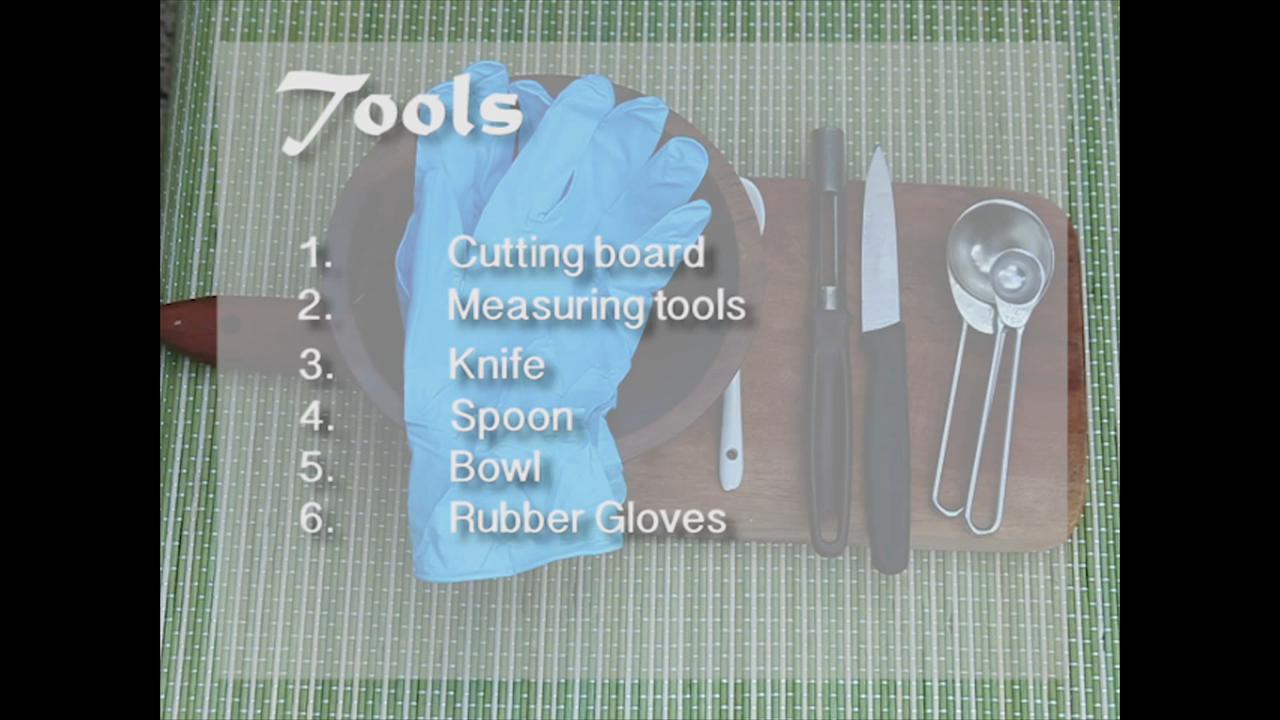 Tools
1. Cutting board
2. Measuring tools
3. Knife
4. Spoon
5. Bowl
6. Rubber Gloves